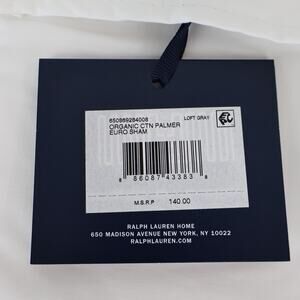 650869284008 LOFT GRAY
ORGANIC CTN PALMER
EURO SHAM
8 86087 43383 8
M.S.R.P 140.00
RALPH LAUREN HOME
650 MADISON AVENUE NEW YORK, NY 10022
RALPHLAUREN.COM